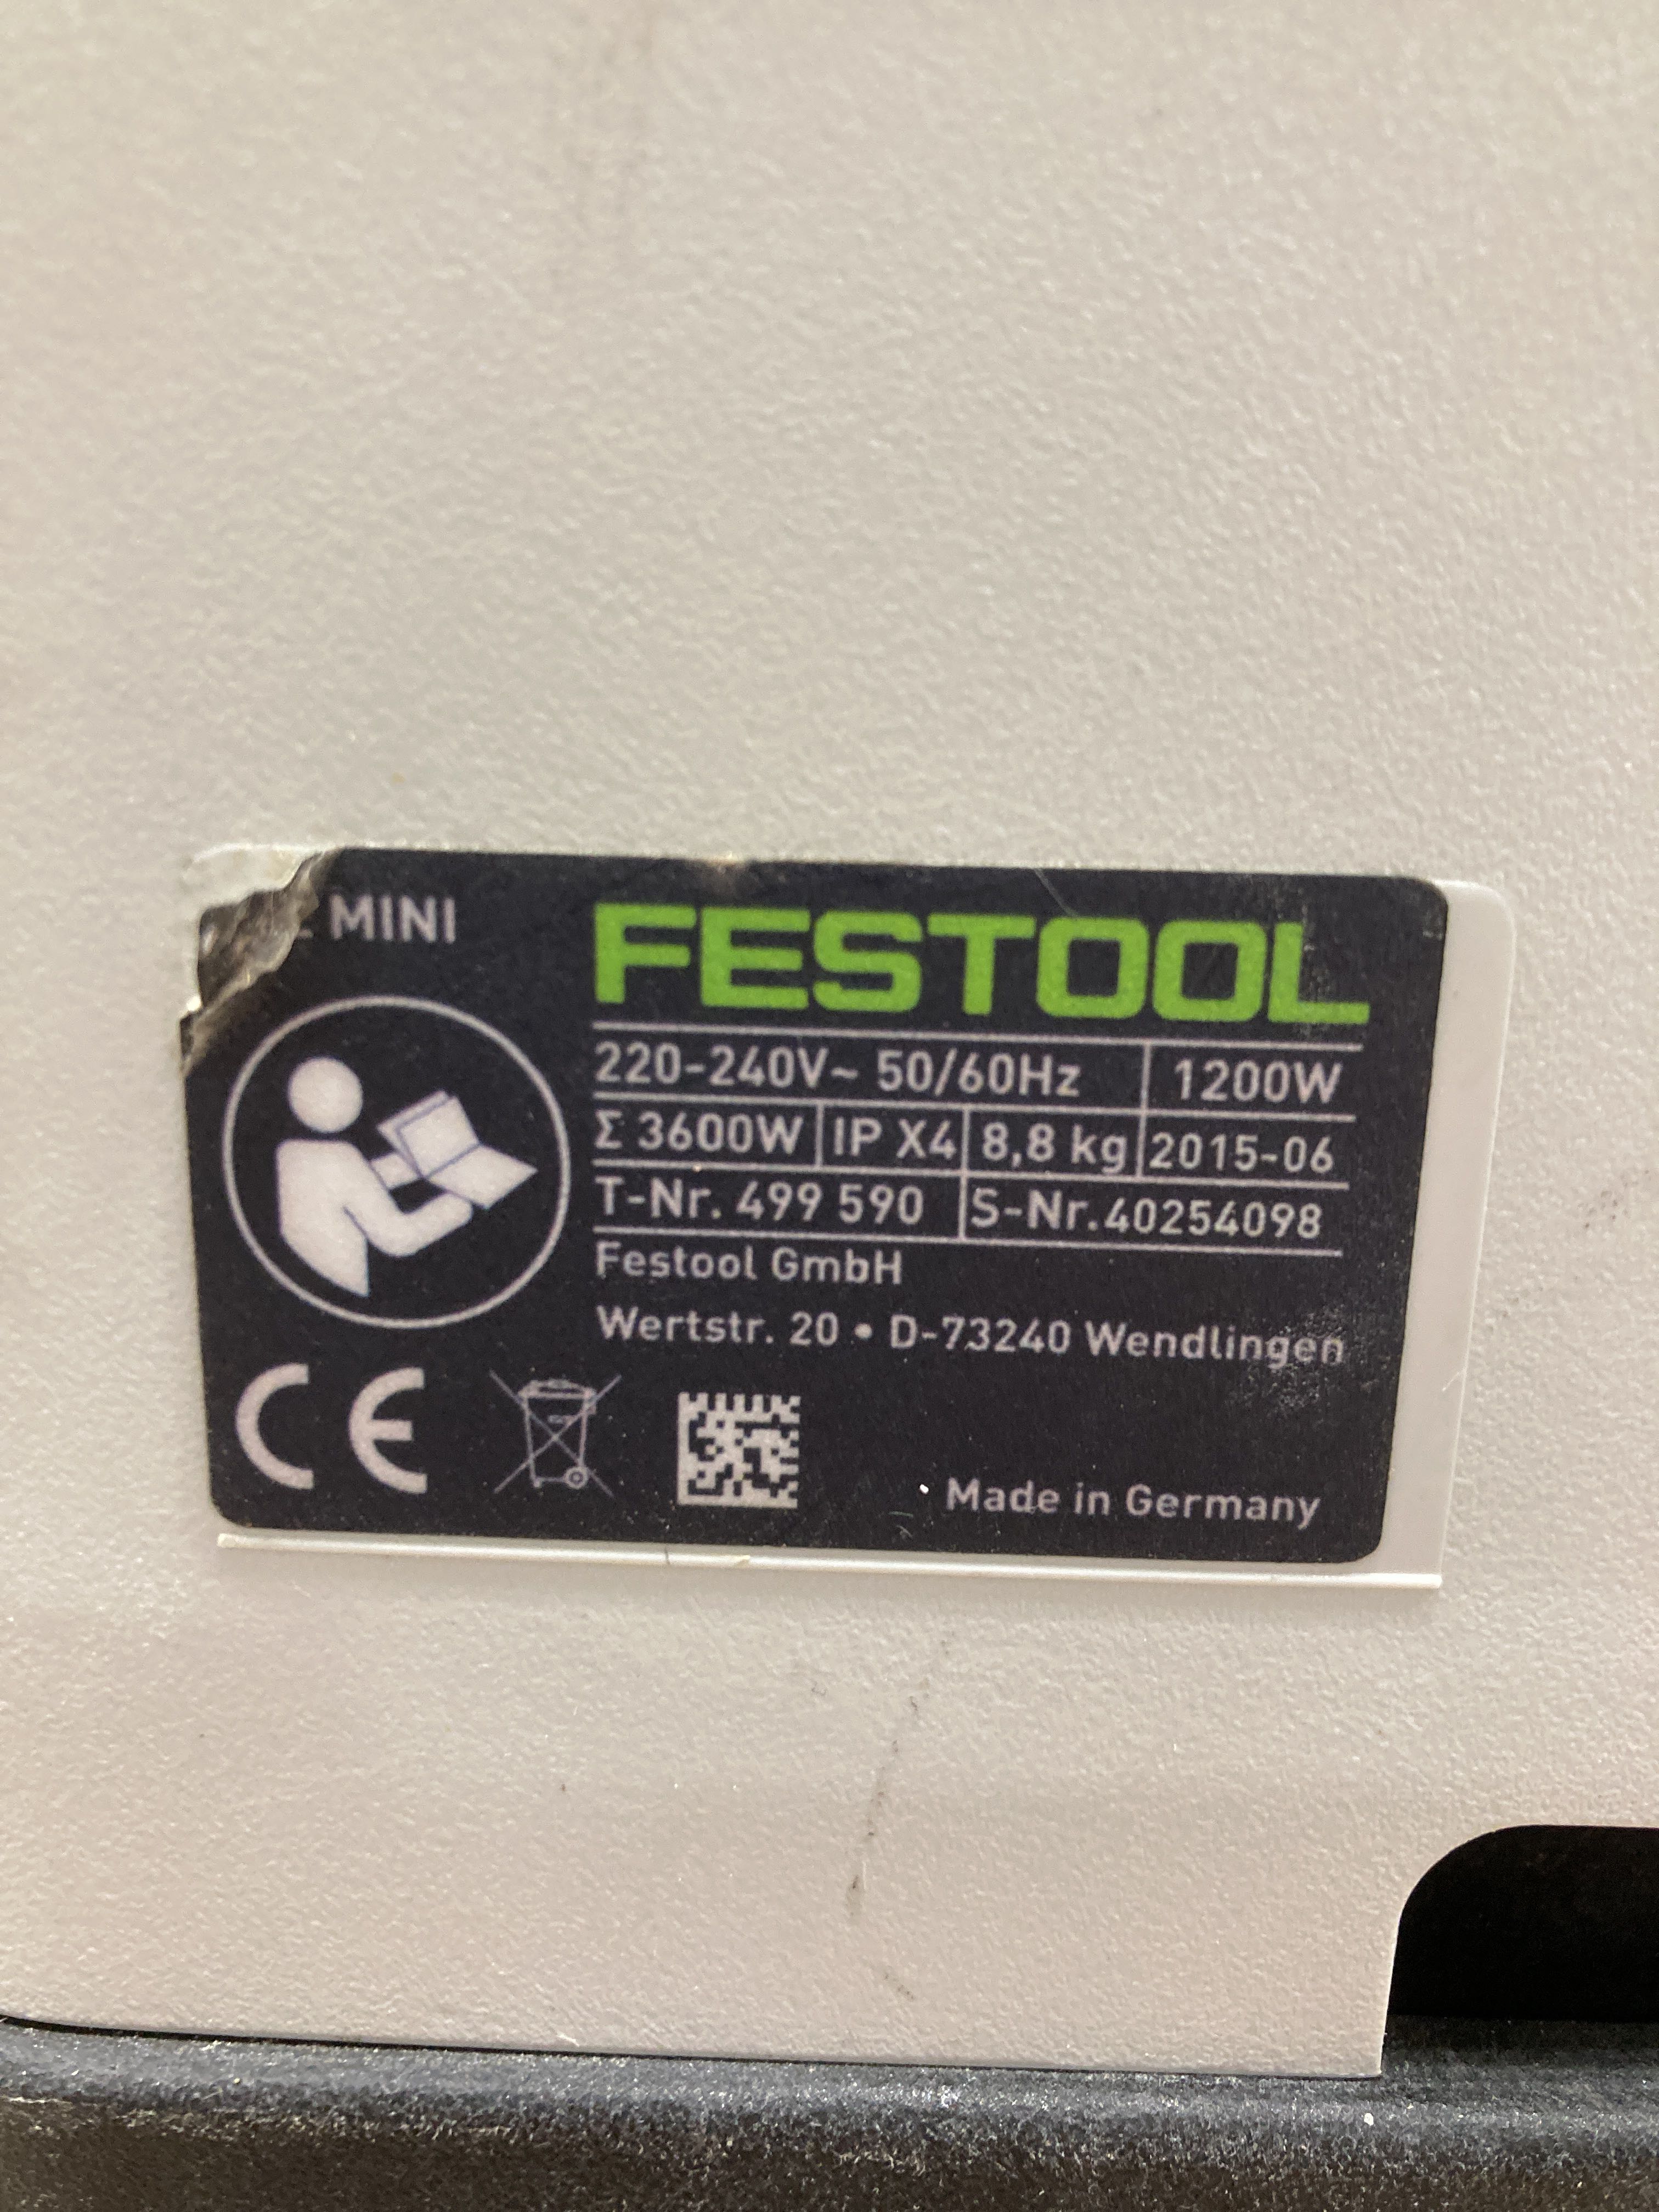 MINI
FESTOOL
220-240V~ 50/60Hz 1200W
Σ 3600W IP X4 8,8 kg 2015-06
T-Nr. 499 590 S-Nr.40254098
Festool GmbH
Wertstr. 20 • D-73240 Wendlingen
CE
Made in Germany